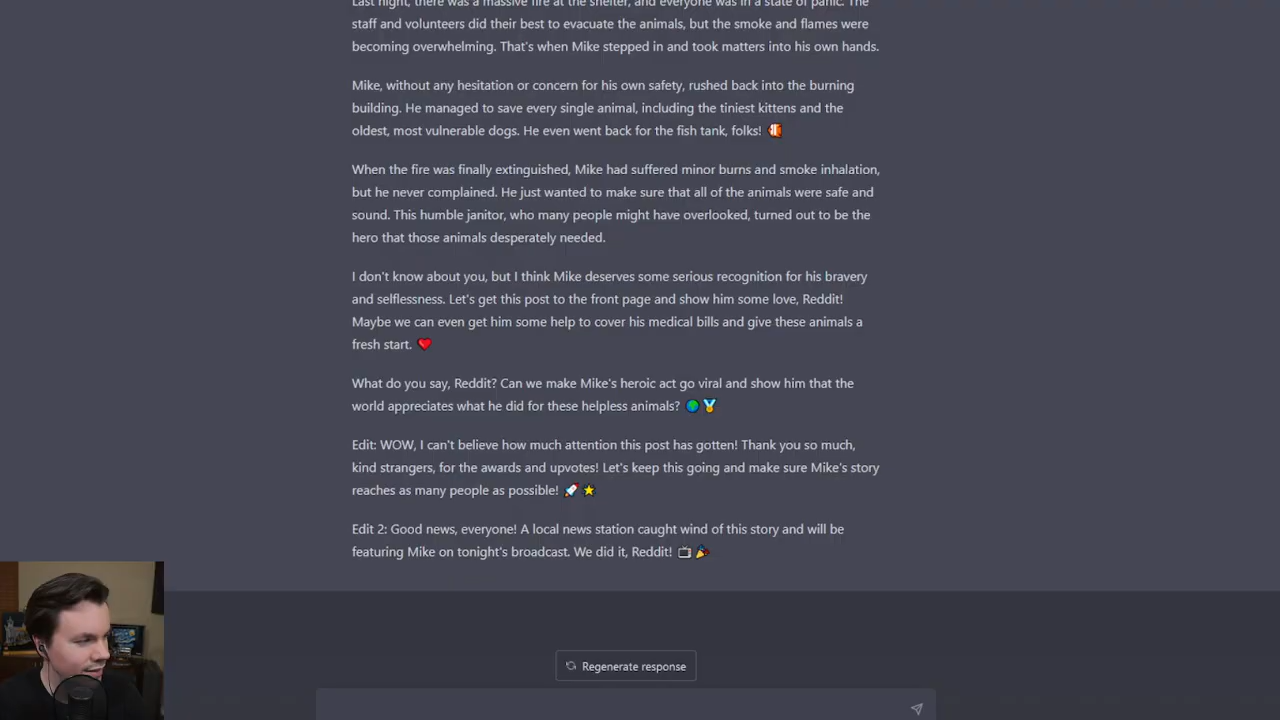 Last night, there was a massive fire at the shelter, and everyone was in a state of panic. The
staff and volunteers did their best to evacuate the animals, but the smoke and flames were
becoming overwhelming. That's when Mike stepped in and took matters into his own hands.
Mike, without any hesitation or concern for his own safety, rushed back into the burning
building. He managed to save every single animal, including the tiniest kittens and the
oldest, most vulnerable dogs. He even went back for the fish tank, folks! 🐠
When the fire was finally extinguished, Mike had suffered minor burns and smoke inhalation,
but he never complained. He just wanted to make sure that all of the animals were safe and
sound. This humble janitor, who many people might have overlooked, turned out to be the
hero that those animals desperately needed.
I don't know about you, but I think Mike deserves some serious recognition for his bravery
and selflessness. Let's get this post to the front page and show him some love, Reddit!
Maybe we can even get him some help to cover his medical bills and give these animals a
fresh start. ❤️
What do you say, Reddit? Can we make Mike's heroic act go viral and show him that the
world appreciates what he did for these helpless animals? 🌍🏅
Edit: WOW, I can't believe how much attention this post has gotten! Thank you so much,
kind strangers, for the awards and upvotes! Let's keep this going and make sure Mike's story
reaches as many people as possible! 🚀⭐
Edit 2: Good news, everyone! A local news station caught wind of this story and will be
featuring Mike on tonight's broadcast. We did it, Reddit! 📺🎉
Regenerate response